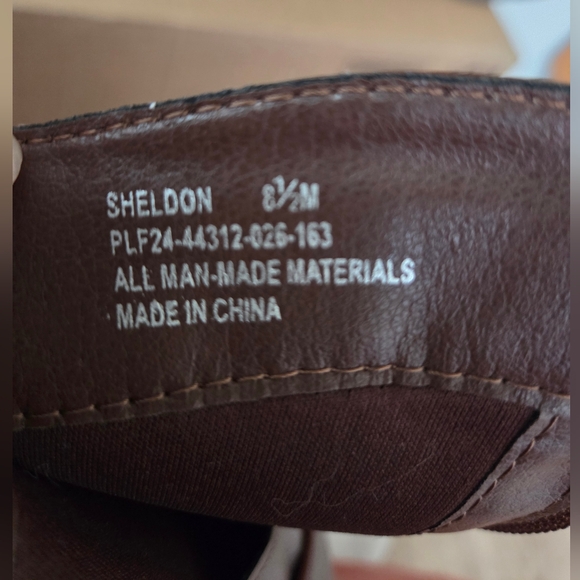 SHELDON 8½M
PLF24-44312-026-163
ALL MAN-MADE MATERIALS
MADE IN CHINA